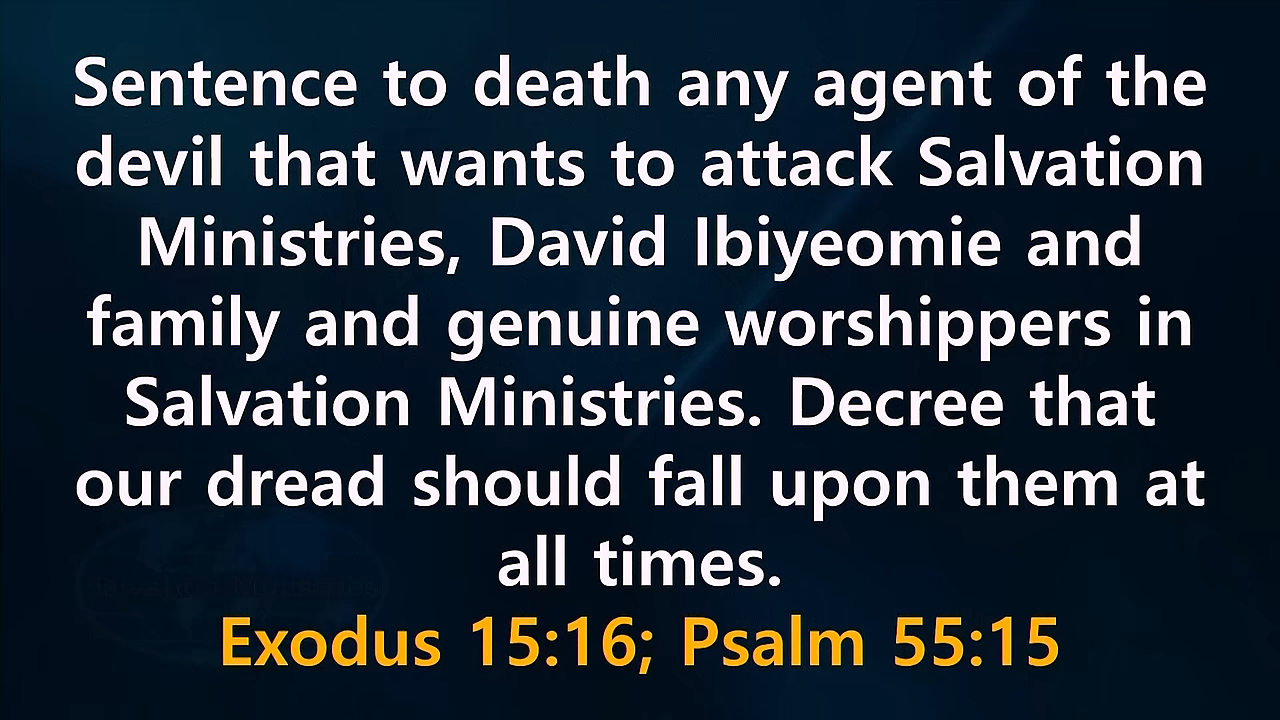 Sentence to death any agent of the
devil that wants to attack Salvation
Ministries, David Ibiyeomie and
family and genuine worshippers in
Salvation Ministries. Decree that
our dread should fall upon them at
all times.
Exodus 15:16; Psalm 55:15
Salvation Ministries